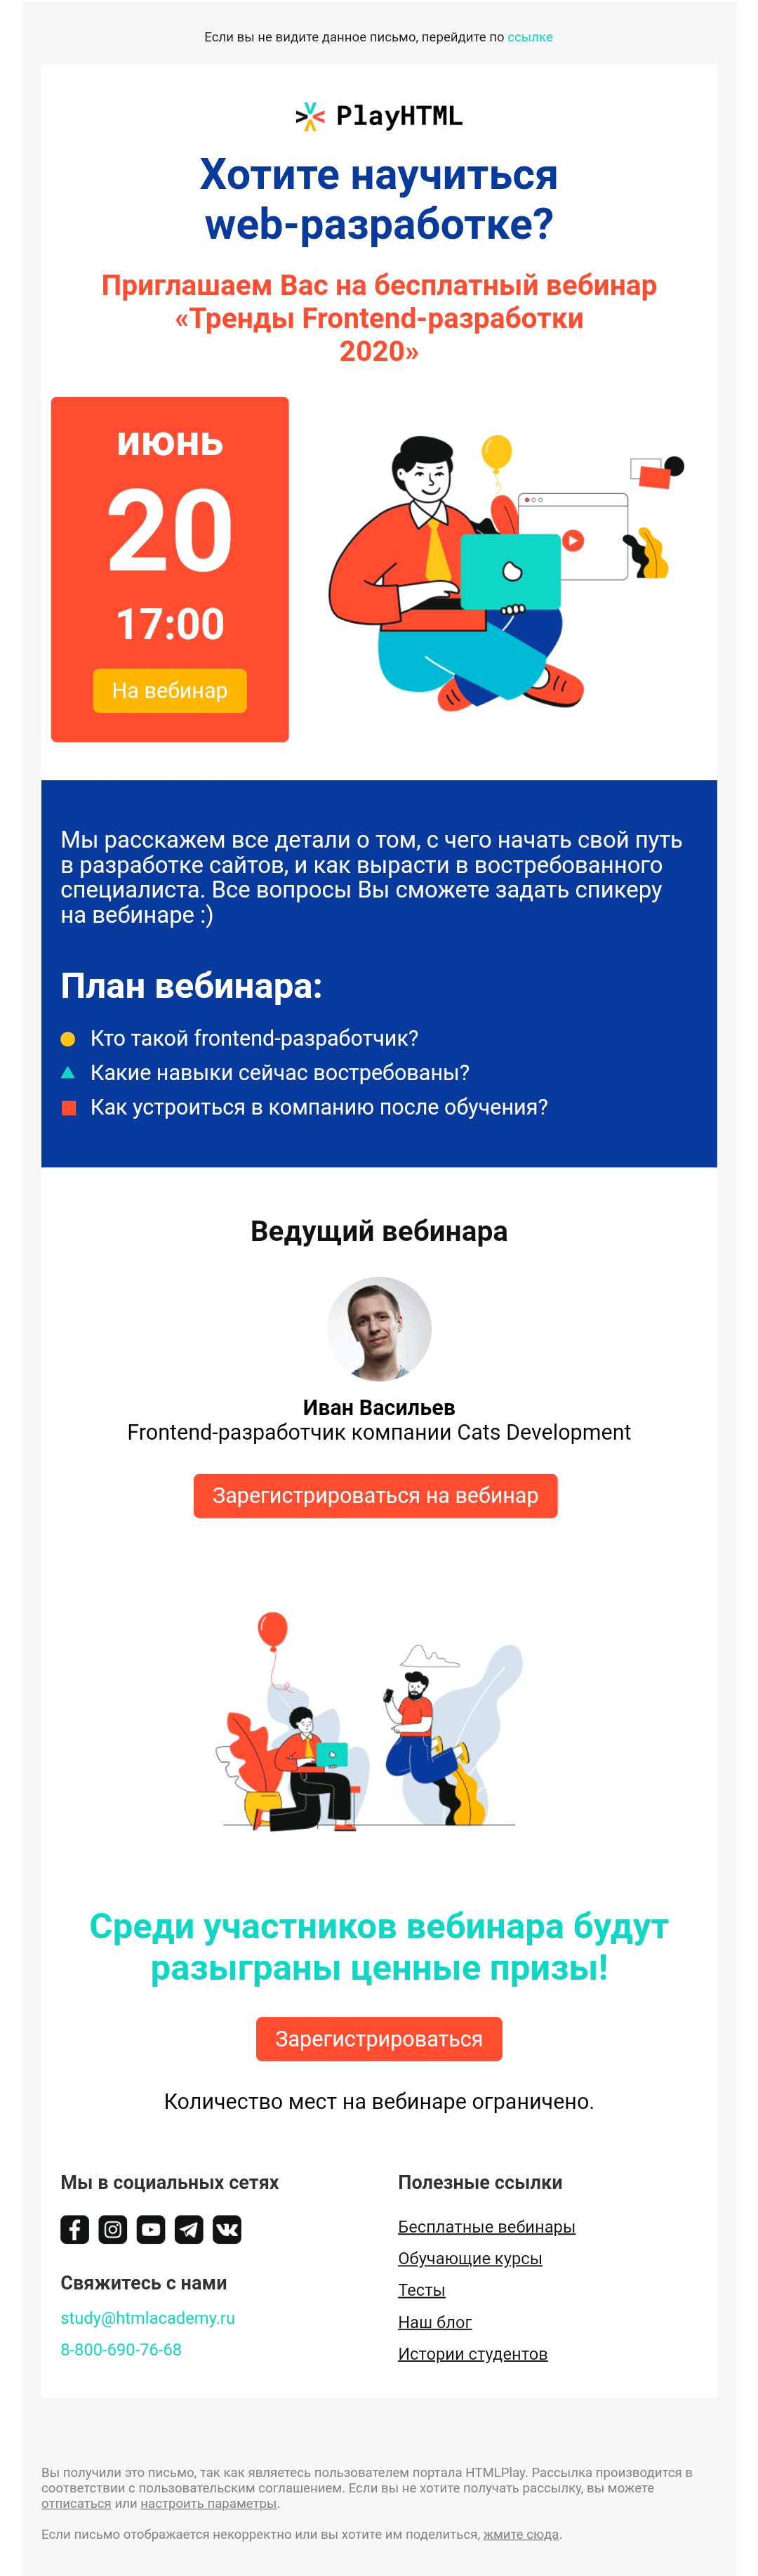 Если вы не видите данное письмо, перейдите по ссылке
PlayHTML
Хотите научиться
web-разработке?
Приглашаем Вас на бесплатный вебинар
«Тренды Frontend-разработки
2020»
июнь
20
17:00
На вебинар
Мы расскажем все детали о том, с чего начать свой путь
в разработке сайтов, и как вырасти в востребованного
специалиста. Все вопросы Вы сможете задать спикеру
на вебинаре :)
План вебинара:
Кто такой frontend-разработчик?
Какие навыки сейчас востребованы?
Как устроиться в компанию после обучения?
Ведущий вебинара
Иван Васильев
Frontend-разработчик компании Cats Development
Зарегистрироваться на вебинар
Среди участников вебинара будут
разыграны ценные призы!
Зарегистрироваться
Количество мест на вебинаре ограничено.
Мы в социальных сетях
Свяжитесь с нами
study@htmlacademy.ru
8-800-690-76-68
Полезные ссылки
Бесплатные вебинары
Обучающие курсы
Тесты
Наш блог
Истории студентов
Вы получили это письмо, так как являетесь пользователем портала HTMLPlay. Рассылка производится в
соответствии с пользовательским соглашением. Если вы не хотите получать рассылку, вы можете
отписаться или настроить параметры.
Если письмо отображается некорректно или вы хотите им поделиться, жмите сюда.